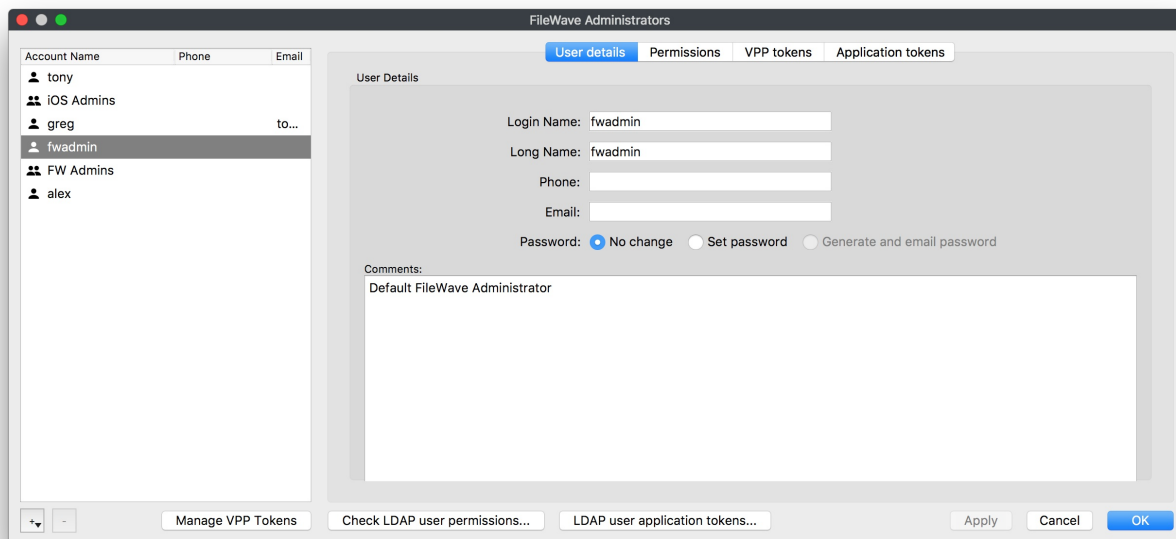 FileWave Administrators
Account Name Phone Email
tony
iOS Admins
greg to...
fwadmin
FW Admins
alex
User details Permissions VPP tokens Application tokens
User Details
Login Name: fwadmin
Long Name: fwadmin
Phone:
Email:
Password: No change Set password Generate and email password
Comments:
Default FileWave Administrator
+ - Manage VPP Tokens Check LDAP user permissions... LDAP user application tokens... Apply Cancel OK